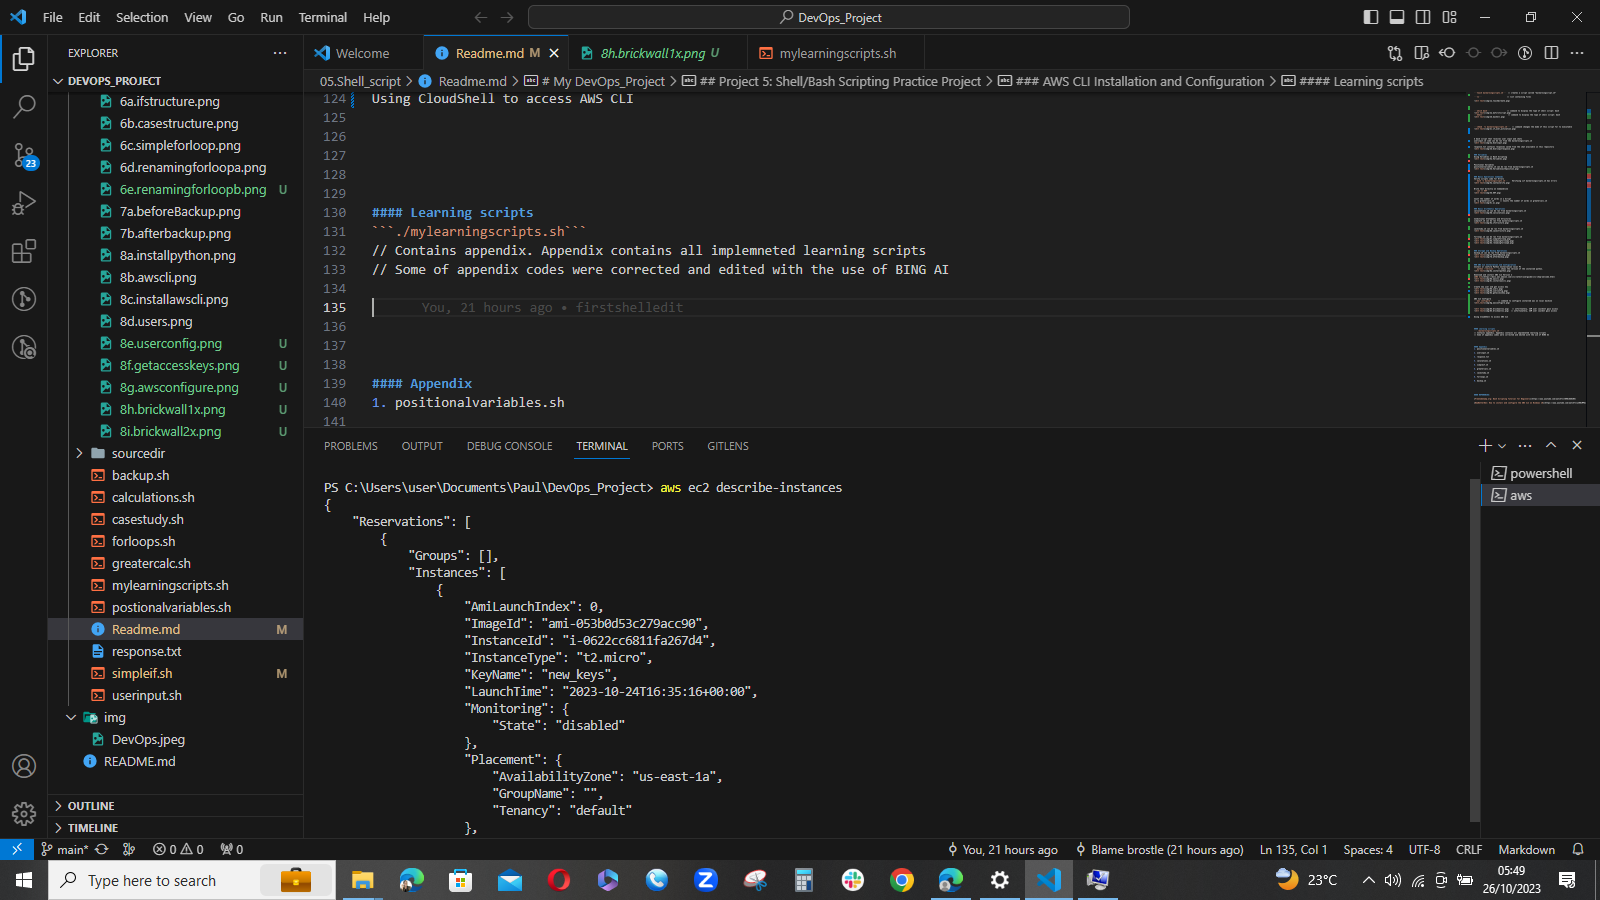 File Edit Selection View Go Run Terminal Help
DevOps_Project
EXPLORER
DEVOPS_PROJECT
6a.ifstructure.png
6b.casestructure.png
6c.simpleforloop.png
6d.renamingforloopa.png
6e.renamingforloopb.png U
7a.beforeBackup.png
7b.afterbackup.png
8a.installpython.png
8b.awscli.png
8c.installawscli.png
8d.users.png
8e.userconfig.png U
8f.getaccesskeys.png U
8g.awsconfigure.png U
8h.brickwall1x.png U
8i.brickwall2x.png U
sourcedir
backup.sh
calculations.sh
casestudy.sh
forloops.sh
greatercalc.sh
mylearningscripts.sh
postionalvariables.sh
Readme.md M
response.txt
simpleif.sh M
userinput.sh
img
DevOps.jpeg
README.md
OUTLINE
TIMELINE
23
Welcome
Readme.md M
8h.brickwall1x.png U
mylearningscripts.sh
05.Shell_script > Readme.md > # My DevOps_Project > ## Project 5: Shell/Bash Scripting Practice Project > ### AWS CLI Installation and Configuration > #### Learning scripts
124 Using CloudShell to access AWS CLI
125
126
127
128
129
130 #### Learning scripts
131 ```./mylearningscripts.sh```
132 // Contains appendix. Appendix contains all implemneted learning scripts
133 // Some of appendix codes were corrected and edited with the use of BING AI
134
135 You, 21 hours ago • firstshelledit
136
137
138
139 #### Appendix
140 1. positionalvariables.sh
141
PROBLEMS OUTPUT DEBUG CONSOLE TERMINAL PORTS GITLENS
powershell
aws
PS C:\Users\user\Documents\Paul\DevOps_Project> aws ec2 describe-instances
{
"Reservations": [
{
"Groups": [],
"Instances": [
{
"AmiLaunchIndex": 0,
"ImageId": "ami-053b0d53c279acc90",
"InstanceId": "i-0622cc6811fa267d4",
"InstanceType": "t2.micro",
"KeyName": "new_keys",
"LaunchTime": "2023-10-24T16:35:16+00:00",
"Monitoring": {
"State": "disabled"
},
"Placement": {
"AvailabilityZone": "us-east-1a",
"GroupName": "",
"Tenancy": "default"
},
main* 0 0 0
You, 21 hours ago Blame brostle (21 hours ago) Ln 135, Col 1 Spaces: 4 UTF-8 CRLF Markdown
Type here to search
23°C
05:49
26/10/2023